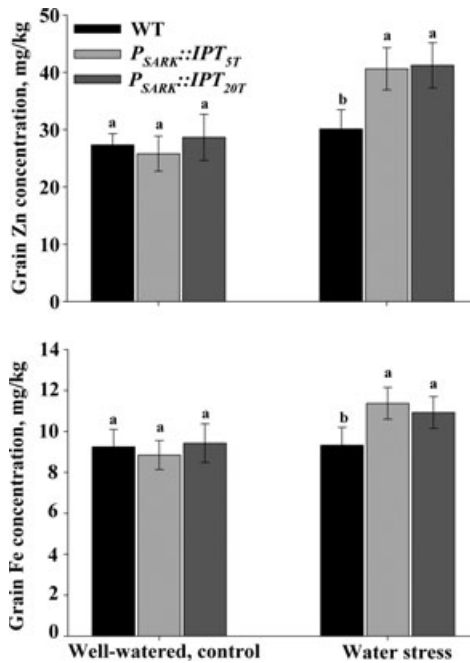 Grain Zn concentration, mg/kg
50
40
30
20
10
0
WT
P_SARK::IPT_5T
P_SARK::IPT_20T
a
a
a
b
a
a
Grain Fe concentration, mg/kg
14
12
10
8
6
4
2
0
a
a
a
b
a
a
Well-watered, control
Water stress